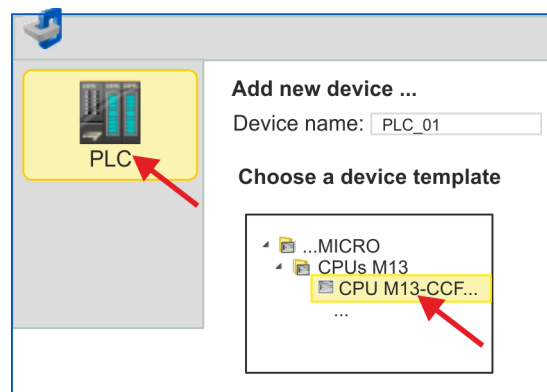 PLC
Add new device ...
Device name: PLC_01
Choose a device template
...MICRO
CPUs M13
CPU M13-CCF...
...